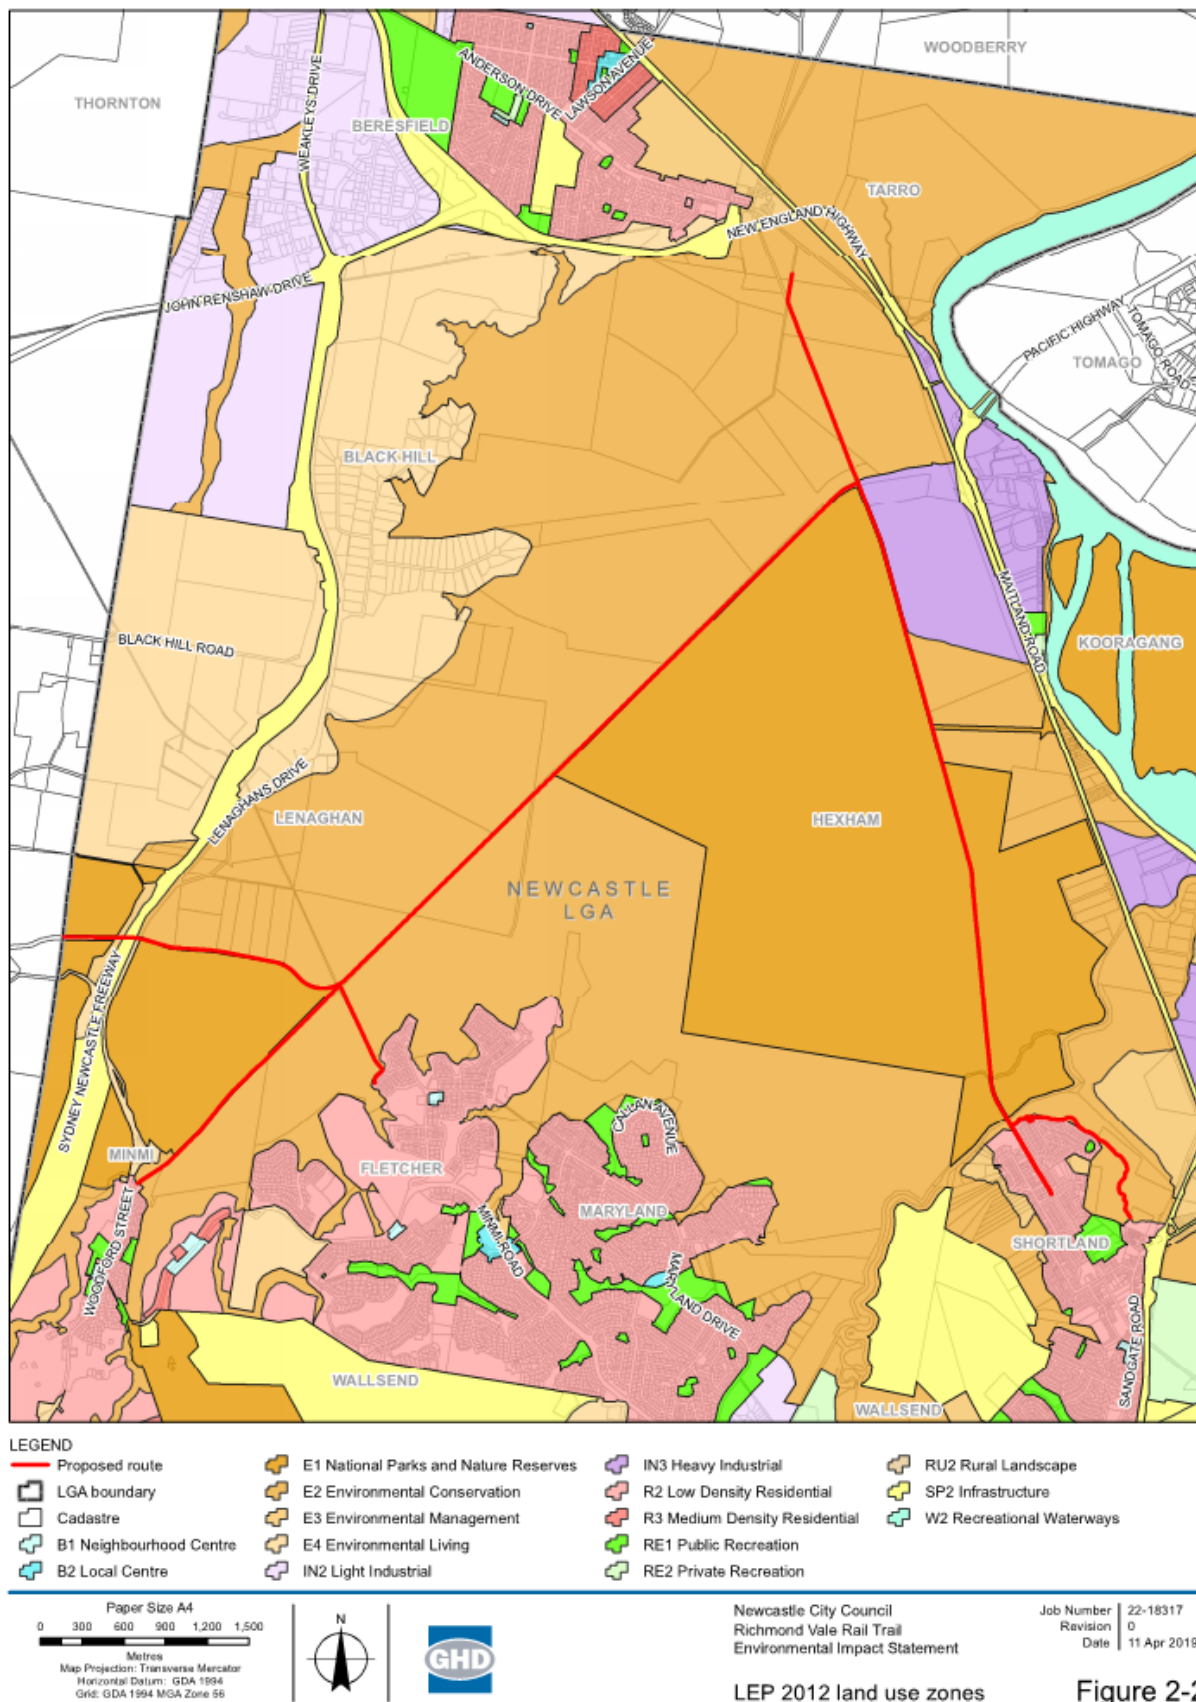 WOODBERRY
THORNTON
WEAKLEYS DRIVE
ANDERSON DRIVE
LAWSON AVENUE
BERESFIELD
TARRO
NEW ENGLAND HIGHWAY
JOHN RENSHAW DRIVE
PACIFIC HIGHWAY
TOMAGO ROAD
TOMAGO
BLACK HILL
MAITLAND ROAD
BLACK HILL ROAD
KOORAGANG
LENAGHANS DRIVE
LENAGHAN
HEXHAM
NEWCASTLE
LGA
SYDNEY NEWCASTLE FREEWAY
CALLAN AVENUE
MINMI
FLETCHER
MARYLAND
WOODFORD STREET
MINMI ROAD
SHORTLAND
MARYLAND DRIVE
SANDGATE ROAD
WALLSEND
WALLSEND
LEGEND
Proposed route
LGA boundary
Cadastre
B1 Neighbourhood Centre
B2 Local Centre
E1 National Parks and Nature Reserves
E2 Environmental Conservation
E3 Environmental Management
E4 Environmental Living
IN2 Light Industrial
IN3 Heavy Industrial
R2 Low Density Residential
R3 Medium Density Residential
RE1 Public Recreation
RE2 Private Recreation
RU2 Rural Landscape
SP2 Infrastructure
W2 Recreational Waterways
Paper Size A4
0 300 600 900 1,200 1,500
Metres
Map Projection: Transverse Mercator
Horizontal Datum: GDA 1994
Grid: GDA 1994 MGA Zone 56
N
GHD
Newcastle City Council
Richmond Vale Rail Trail
Environmental Impact Statement
Job Number 22-18317
Revision 0
Date 11 Apr 2019
LEP 2012 land use zones
Figure 2-2